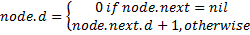 node.d = { 0 if node.next = nil
node.next.d + 1, otherwise